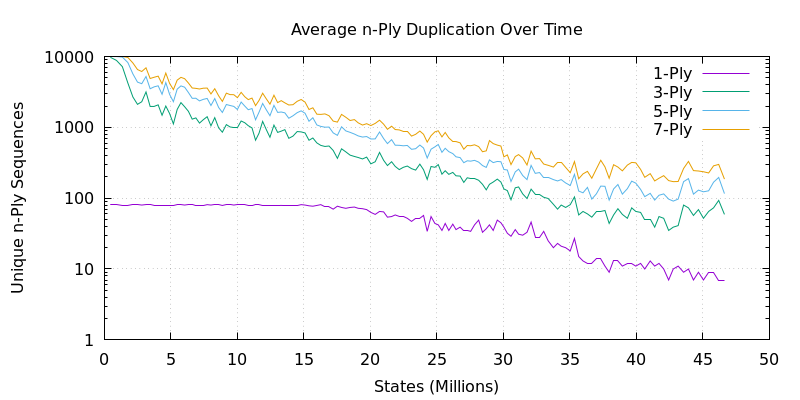 Average n-Ply Duplication Over Time
Unique n-Ply Sequences
10000
1000
100
10
1
1-Ply
3-Ply
5-Ply
7-Ply
0 5 10 15 20 25 30 35 40 45 50
States (Millions)